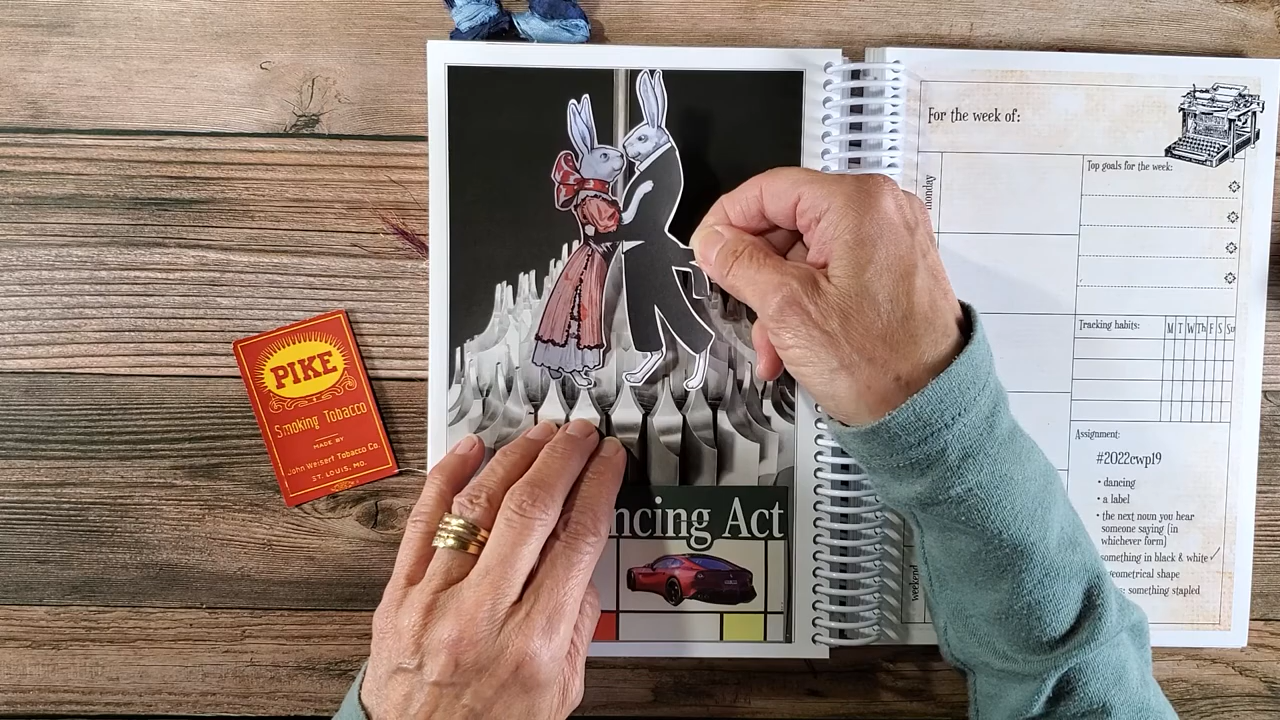 PIKE
Smoking Tobacco
MADE BY
John Weisert Tobacco Co.
ST. LOUIS, MO.
ncing Act
For the week of:
monday
weekend
Top goals for the week:
Tracking habits:
M T W Th F S Su
Assignment:
#2022cwp19
• dancing
• a label
• the next noun you hear
someone saying (in
whichever form)
something in black & white ✓
geometrical shape
: something stapled